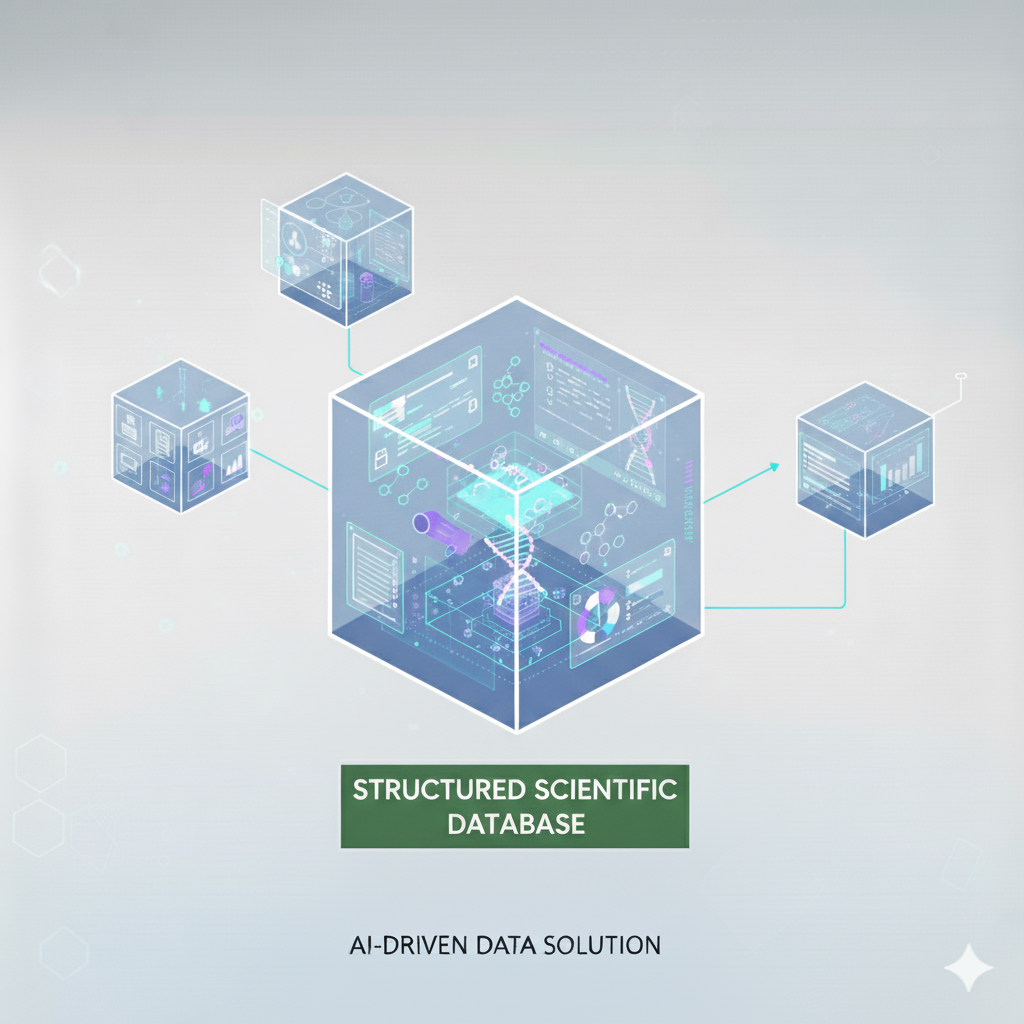 STRUCTURED SCIENTIFIC
DATABASE
AI-DRIVEN DATA SOLUTION